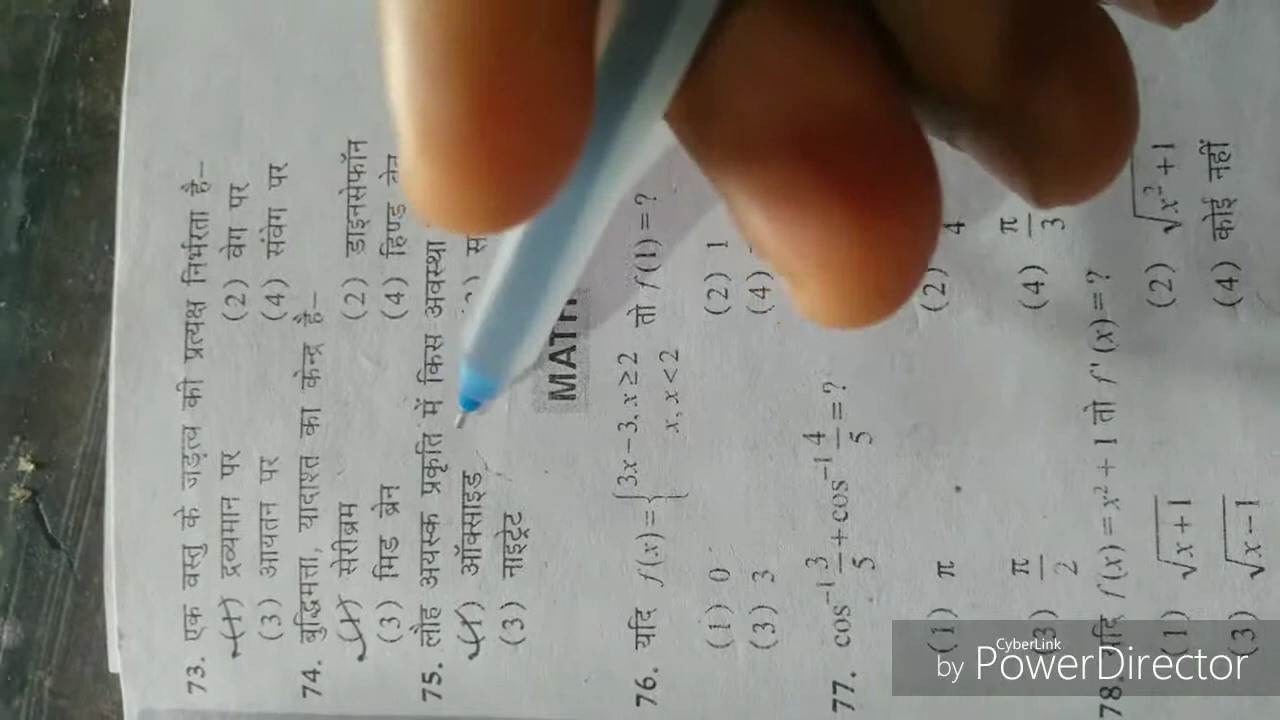 73. एक वस्तु के जड़त्व की प्रत्यक्ष निर्भरता है–
(1) द्रव्यमान पर (2) वेग पर
(3) आयतन पर (4) संवेग पर
74. बुद्धिमत्ता, यादाश्त का केन्द्र है–
(1) सेरीब्रम (2) डाइनसेफॉन
(3) मिड ब्रेन (4) हिण्ड
75. लौह अयस्क प्रकृति में किस अवस्था
(1) ऑक्साइड
(3) नाइट्रेट
MATH
76. यदि f(x) = { 3x – 3, x ≥ 2 तो f(1) = ?
x, x < 2
(1) 0 (2) 1
(3) 3 (4)
77. cos⁻¹ 3/5 + cos⁻¹ 4/5 = ?
(1) π (2) 4
(3) π/2 (4) π/3
78. यदि f(x) = x² + 1 तो f'(x) = ?
(1) √x+1 (2) √x²+1
(3) √x–1 (4) कोई नहीं
CyberLink
by PowerDirector